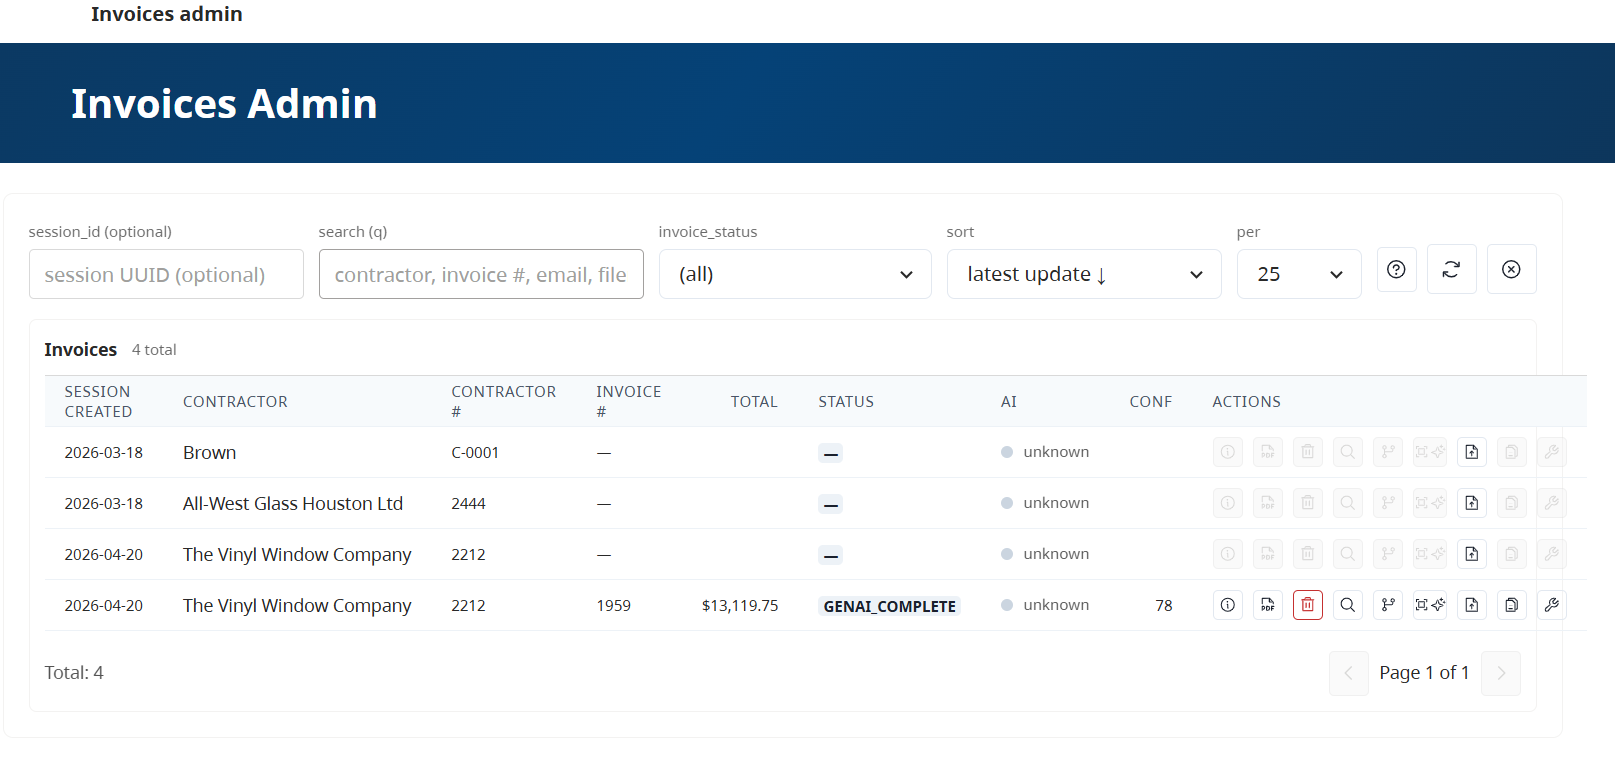 Invoices admin
Invoices Admin
session_id (optional)
search (q)
invoice_status
sort
per
session UUID (optional)
contractor, invoice #, email, file
(all)
latest update ↓
25
Invoices 4 total
SESSION CREATED
CONTRACTOR
CONTRACTOR #
INVOICE #
TOTAL
STATUS
AI
CONF
ACTIONS
2026-03-18 Brown C-0001 — — unknown
2026-03-18 All-West Glass Houston Ltd 2444 — — unknown
2026-04-20 The Vinyl Window Company 2212 — — unknown
2026-04-20 The Vinyl Window Company 2212 1959 $13,119.75 GENAI_COMPLETE unknown 78
Total: 4
Page 1 of 1